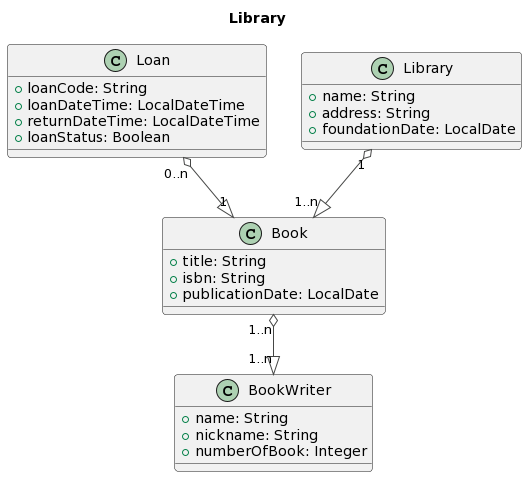 Library
C Loan
loanCode: String
loanDateTime: LocalDateTime
returnDateTime: LocalDateTime
loanStatus: Boolean
C Library
name: String
address: String
foundationDate: LocalDate
0..n
1
1
1..n
C Book
title: String
isbn: String
publicationDate: LocalDate
1..n
1..n
C BookWriter
name: String
nickname: String
numberOfBook: Integer